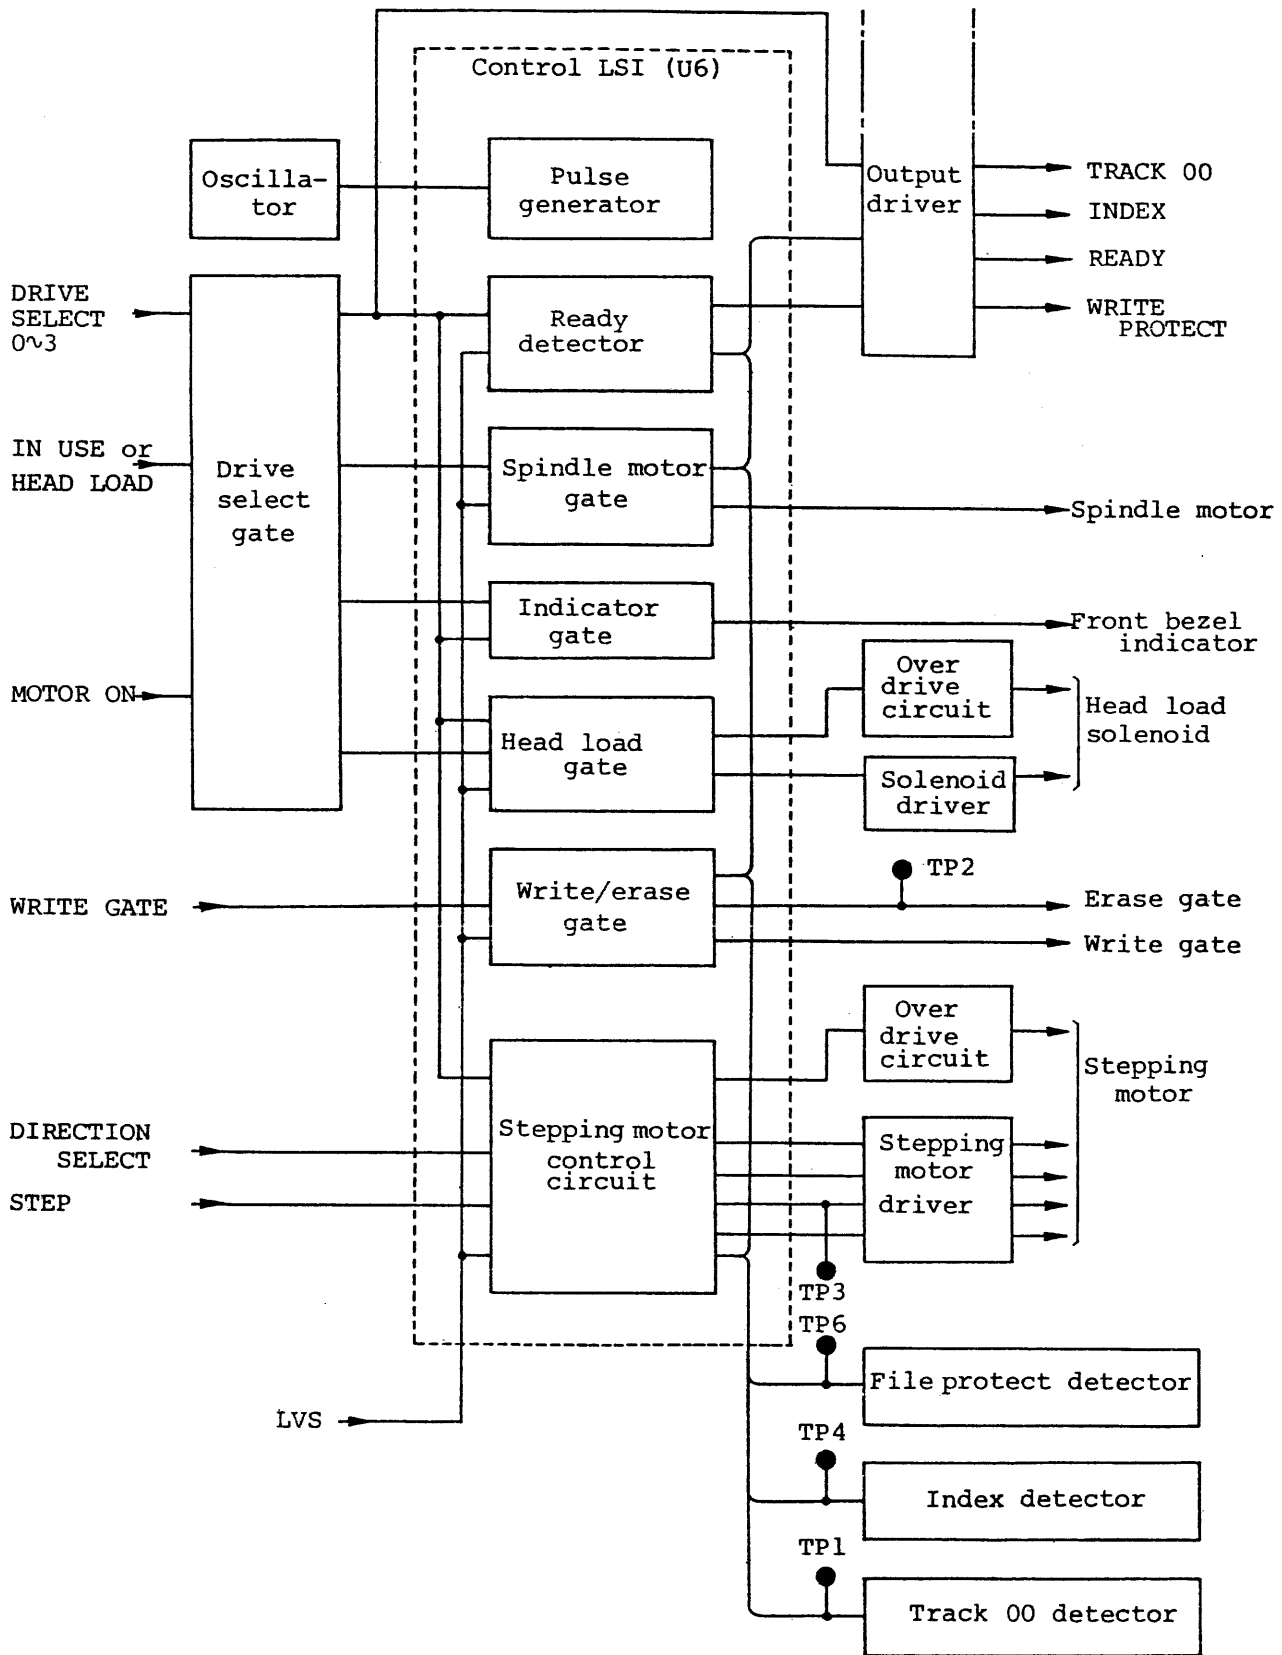 Control LSI (U6)
Oscilla-
tor
Pulse
generator
Output
driver
TRACK 00
INDEX
READY
WRITE
PROTECT
DRIVE
SELECT
0~3
Ready
detector
IN USE or
HEAD LOAD
Drive
select
gate
Spindle motor
gate
Spindle motor
Indicator
gate
Front bezel
indicator
MOTOR ON
Head load
gate
Over
drive
circuit
Solenoid
driver
Head load
solenoid
WRITE GATE
Write/erase
gate
TP2
Erase gate
Write gate
Over
drive
circuit
Stepping
motor
DIRECTION
SELECT
STEP
Stepping motor
control
circuit
Stepping
motor
driver
TP3
TP6
File protect detector
LVS
TP4
Index detector
TP1
Track 00 detector